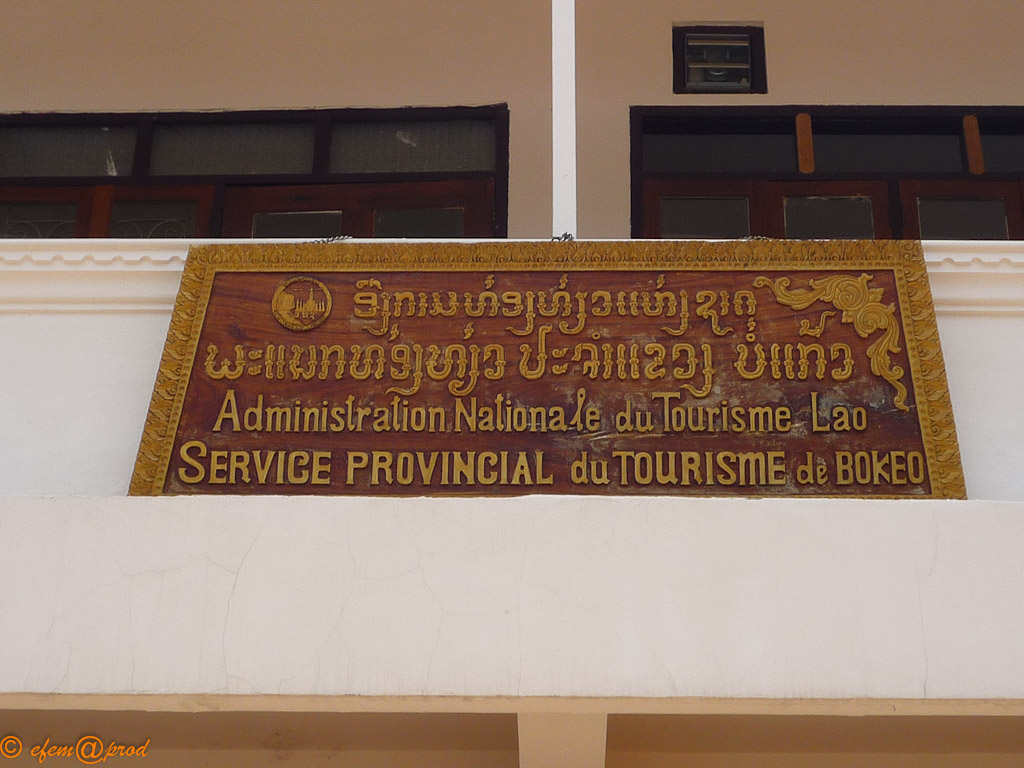 ອົງການທ່ອງທ່ຽວແຫ່ງຊາດ
ພະແນກທ່ອງທ່ຽວ ປະຈຳແຂວງ ບໍ່ແກ້ວ
Administration Nationale du Tourisme Lao
SERVICE PROVINCIAL du TOURISME de BOKEO
© efem@prod